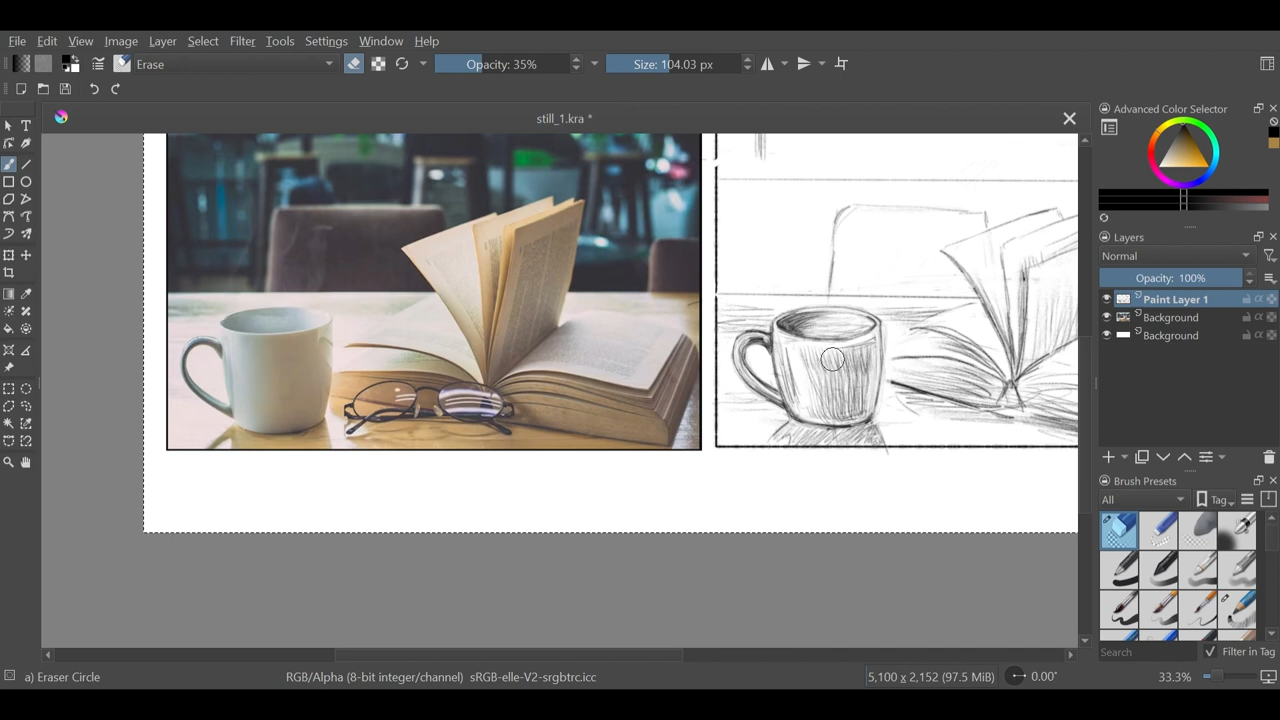 File Edit View Image Layer Select Filter Tools Settings Window Help
Erase Opacity: 35% Size: 104.03 px
still_1.kra *
Advanced Color Selector
Layers
Normal
Opacity: 100%
Paint Layer 1
Background
Background
Brush Presets
All Tag
Search Filter in Tag
a) Eraser Circle RGB/Alpha (8-bit integer/channel) sRGB-elle-V2-srgbtrc.icc 5,100 x 2,152 (97.5 MiB) 0.00° 33.3%